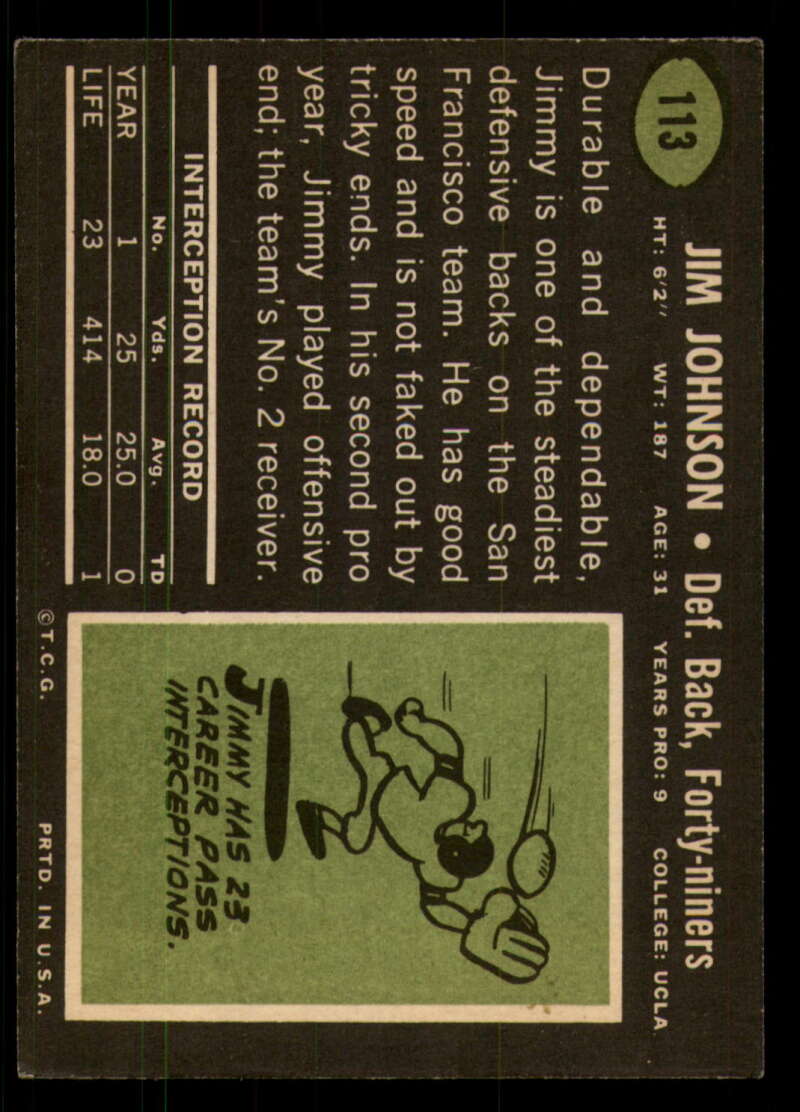 113
JIM JOHNSON • Def. Back, Forty-niners
HT: 6'2" WT: 187 AGE: 31 YEARS PRO: 9 COLLEGE: UCLA
Durable and dependable,
Jimmy is one of the steadiest
defensive backs on the San
Francisco team. He has good
speed and is not faked out by
tricky ends. In his second pro
year, Jimmy played offensive
end; the team's No. 2 receiver.
INTERCEPTION RECORD
No. Yds. Avg. TD
YEAR 1 25 25.0 0
LIFE 23 414 18.0 1
JIMMY HAS 23
CAREER PASS
INTERCEPTIONS.
©T.C.G. PRTD. IN U.S.A.